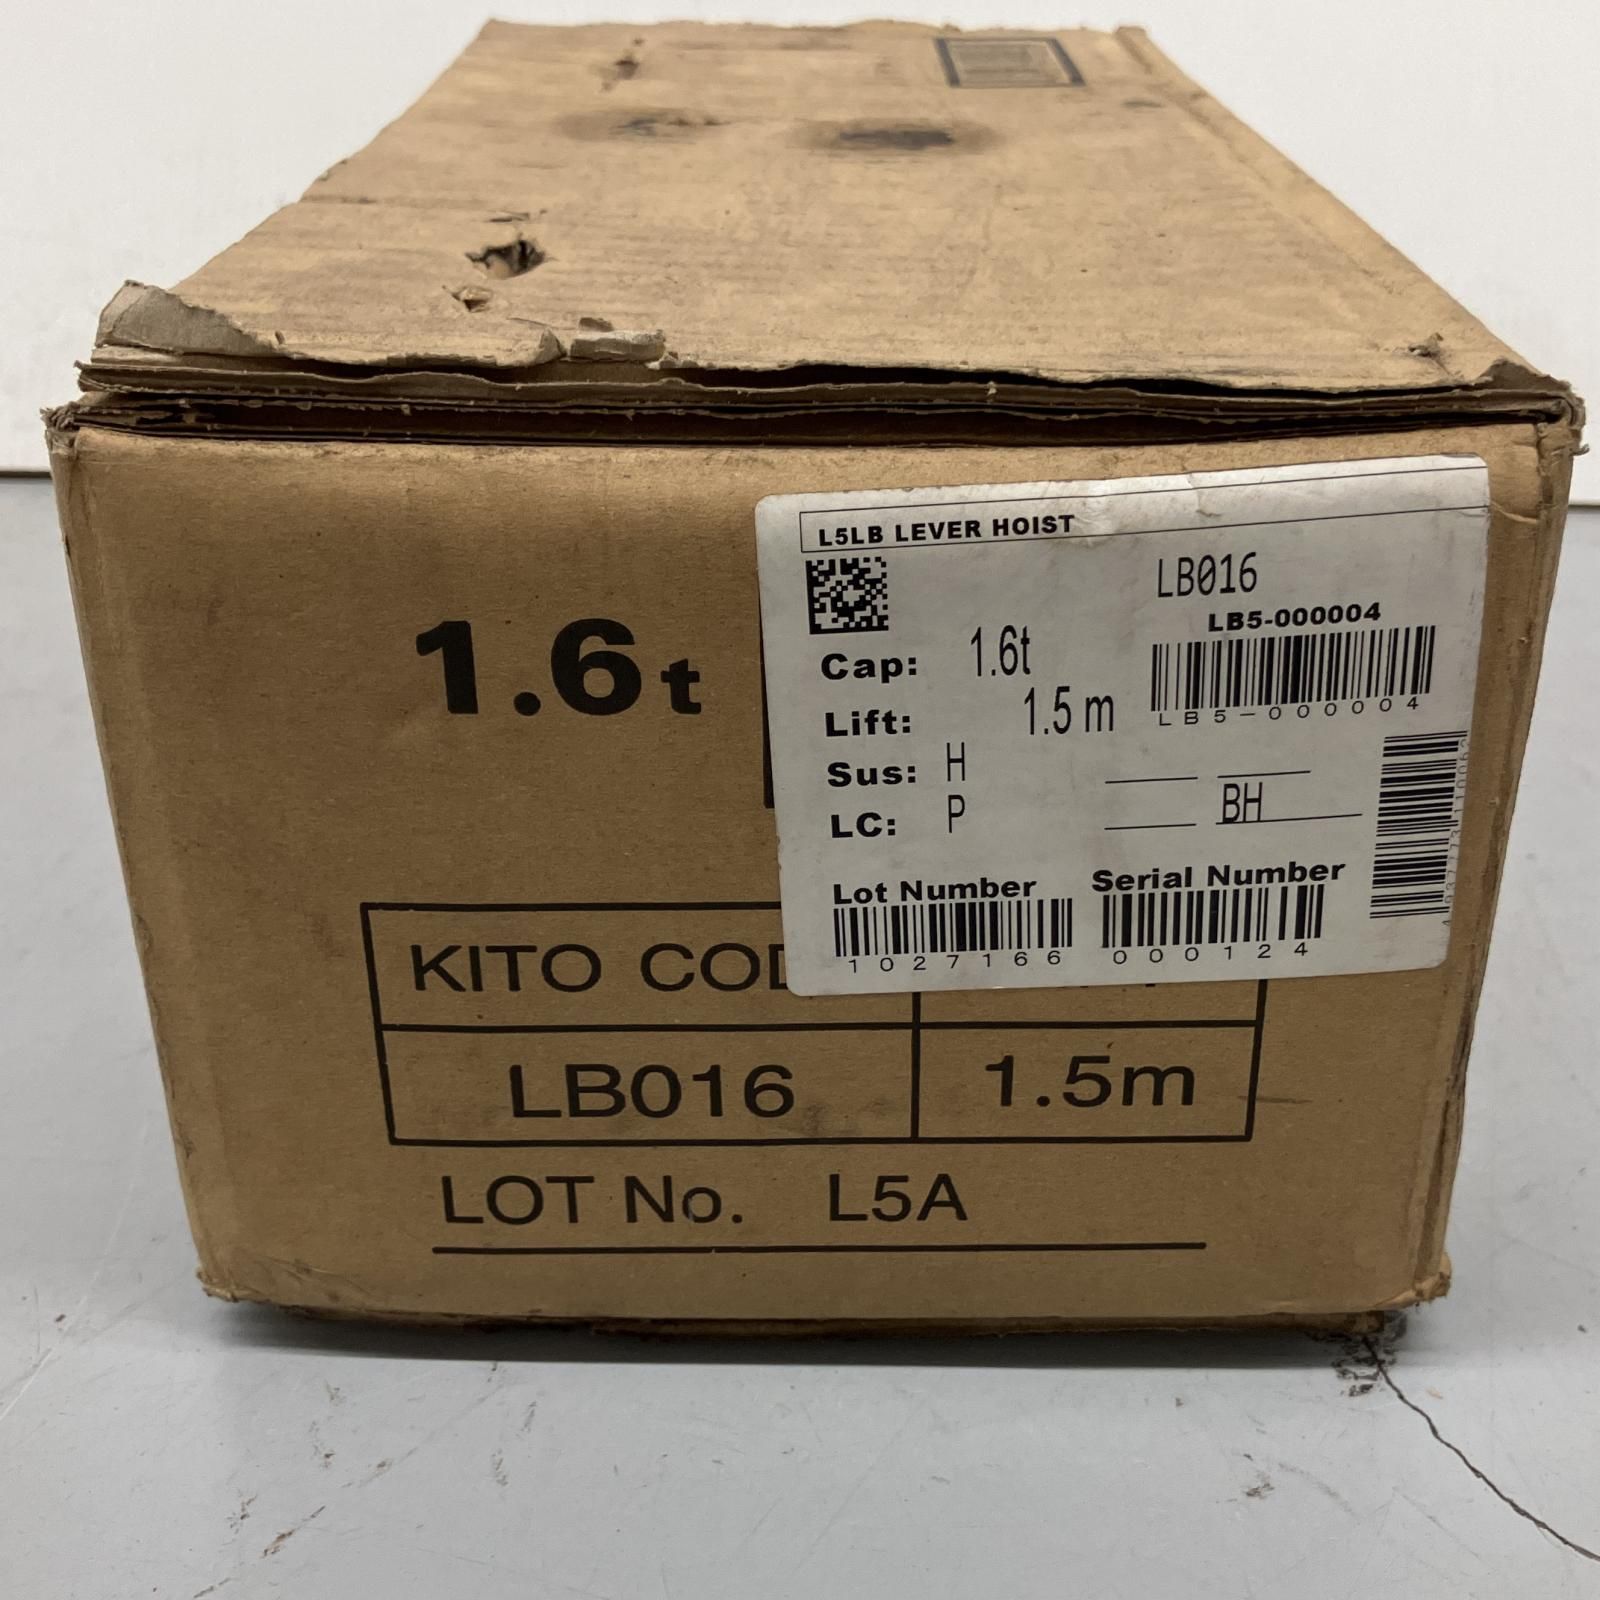 L5LB LEVER HOIST
LB016
LB5-000004
LB5-000004
Cap: 1.6t
Lift: 1.5 m
Sus: H
LC: P
BH
Lot Number
1027166
Serial Number
000124
1.6t
KITO COD
LB016 1.5m
LOT No. L5A